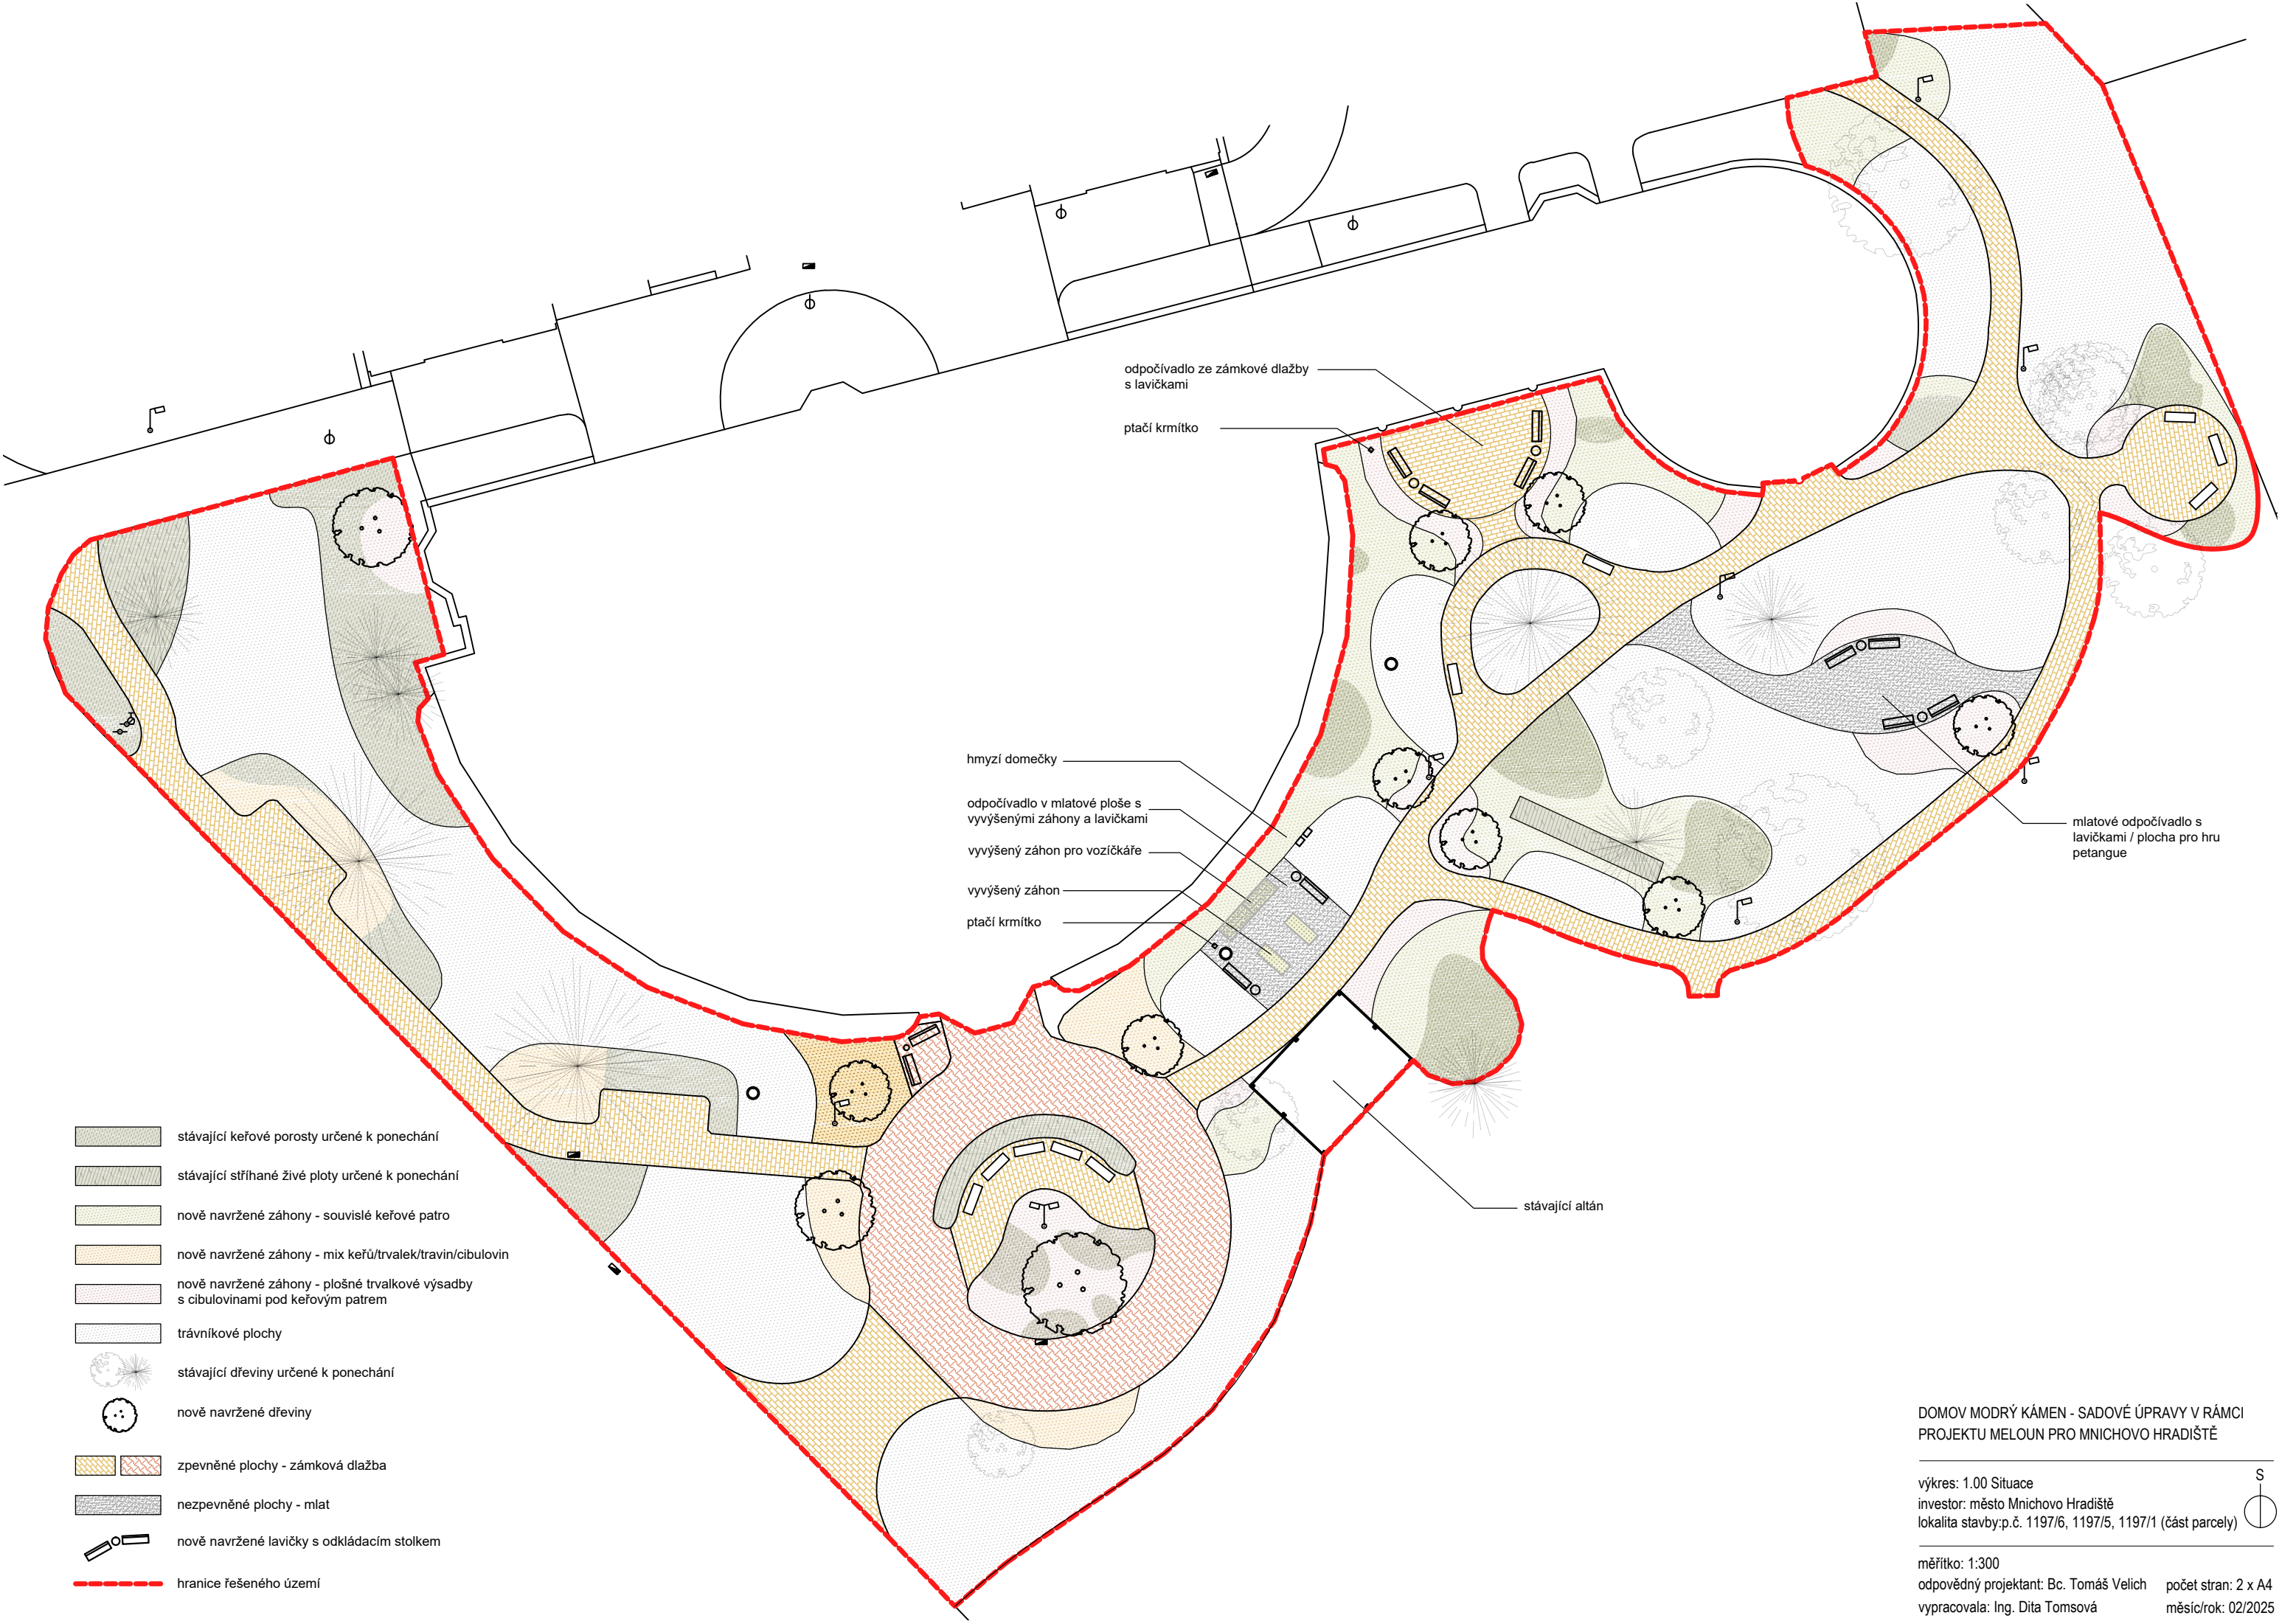 odpočívadlo ze zámkové dlažby
s lavičkami
ptačí krmítko
hmyzí domečky
odpočívadlo v mlatové ploše s
vyvýšenými záhony a lavičkami
vyvýšený záhon pro vozíčkáře
vyvýšený záhon
ptačí krmítko
mlatové odpočívadlo s
lavičkami / plocha pro hru
petangue
stávající altán
stávající keřové porosty určené k ponechání
stávající stříhané živé ploty určené k ponechání
nově navržené záhony - souvislé keřové patro
nově navržené záhony - mix keřů/trvalek/travin/cibulovin
nově navržené záhony - plošné trvalkové výsadby
s cibulovinami pod keřovým patrem
trávníkové plochy
stávající dřeviny určené k ponechání
nově navržené dřeviny
zpevněné plochy - zámková dlažba
nezpevněné plochy - mlat
nově navržené lavičky s odkládacím stolkem
hranice řešeného území
DOMOV MODRÝ KÁMEN - SADOVÉ ÚPRAVY V RÁMCI
PROJEKTU MELOUN PRO MNICHOVO HRADIŠTĚ
S
výkres: 1.00 Situace
investor: město Mnichovo Hradiště
lokalita stavby:p.č. 1197/6, 1197/5, 1197/1 (část parcely)
měřítko: 1:300
odpovědný projektant: Bc. Tomáš Velich počet stran: 2 x A4
vypracovala: Ing. Dita Tomsová měsíc/rok: 02/2025